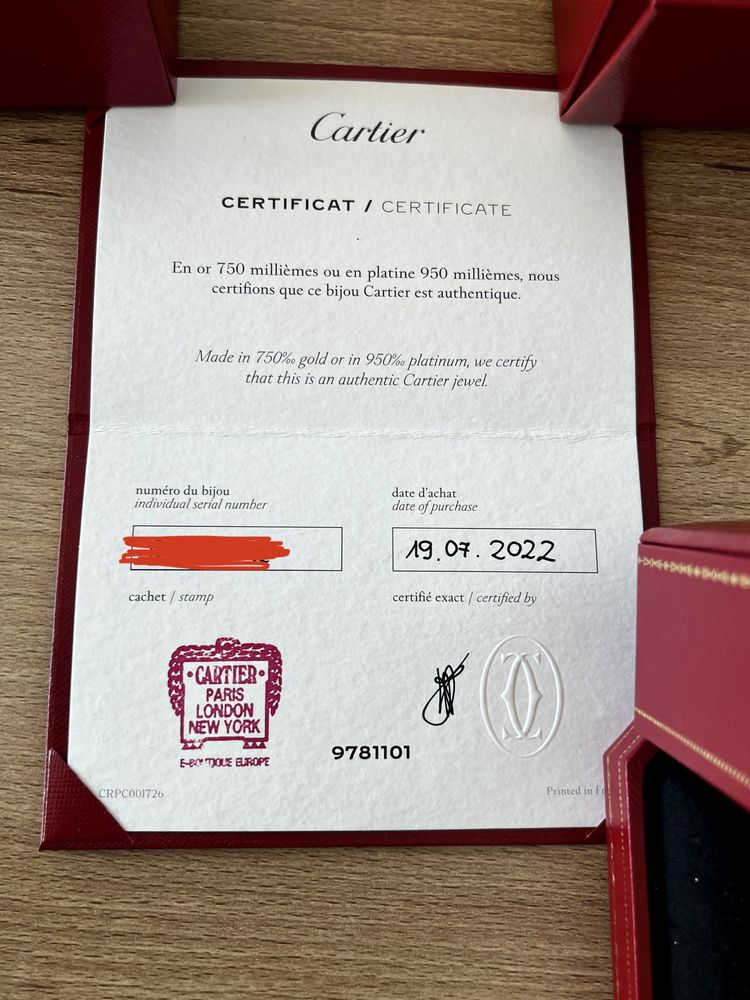 Cartier
CERTIFICAT / CERTIFICATE
En or 750 millièmes ou en platine 950 millièmes, nous
certifions que ce bijou Cartier est authentique.
Made in 750‰ gold or in 950‰ platinum, we certify
that this is an authentic Cartier jewel.
numéro du bijou
individual serial number
date d'achat
date of purchase
19.07.2022
cachet / stamp
certifié exact / certified by
CARTIER
PARIS
LONDON
NEW YORK
E-BOUTIQUE EUROPE
9781101
CRPC001726
Printed in